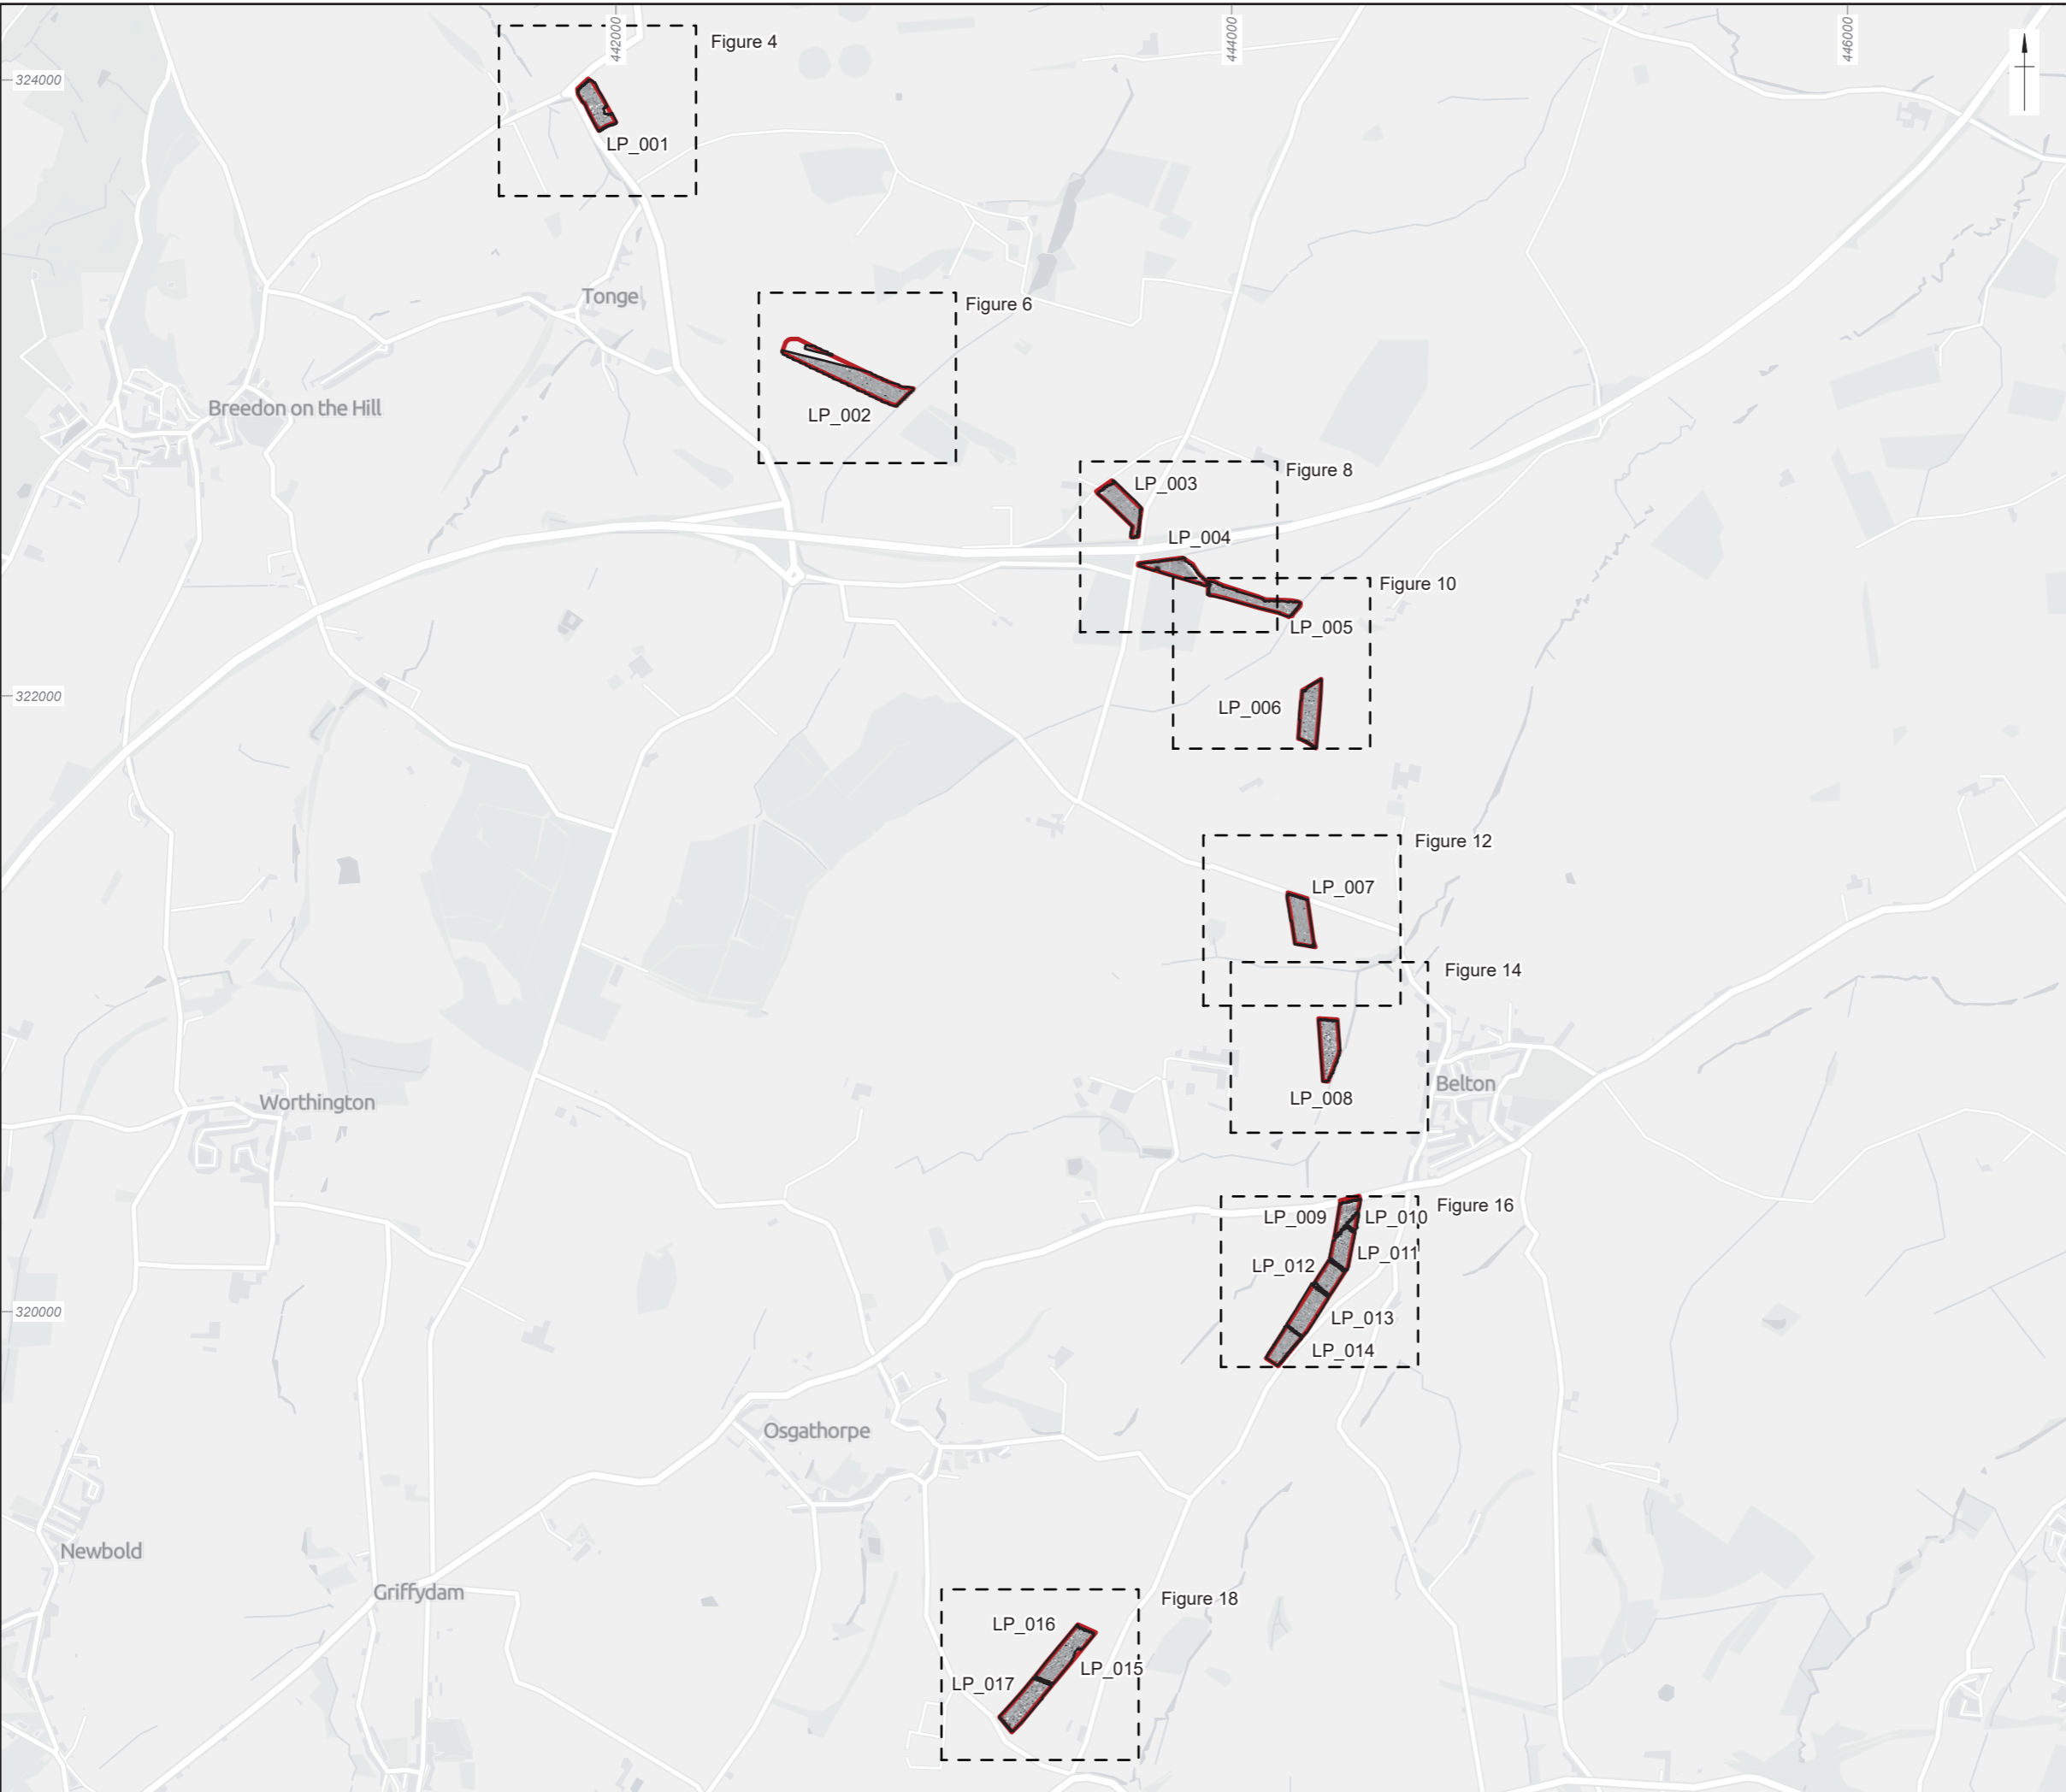 442000
444000
446000
Figure 4
324000
LP_001
Tonge
Figure 6
LP_002
Breedon on the Hill
Figure 8
LP_003
LP_004
Figure 10
LP_005
322000
LP_006
Figure 12
LP_007
Figure 14
Belton
LP_008
Worthington
Figure 16
LP_009
LP_010
LP_011
LP_012
320000
LP_013
LP_014
Osgathorpe
Newbold
Griffydam
Figure 18
LP_016
LP_015
LP_017